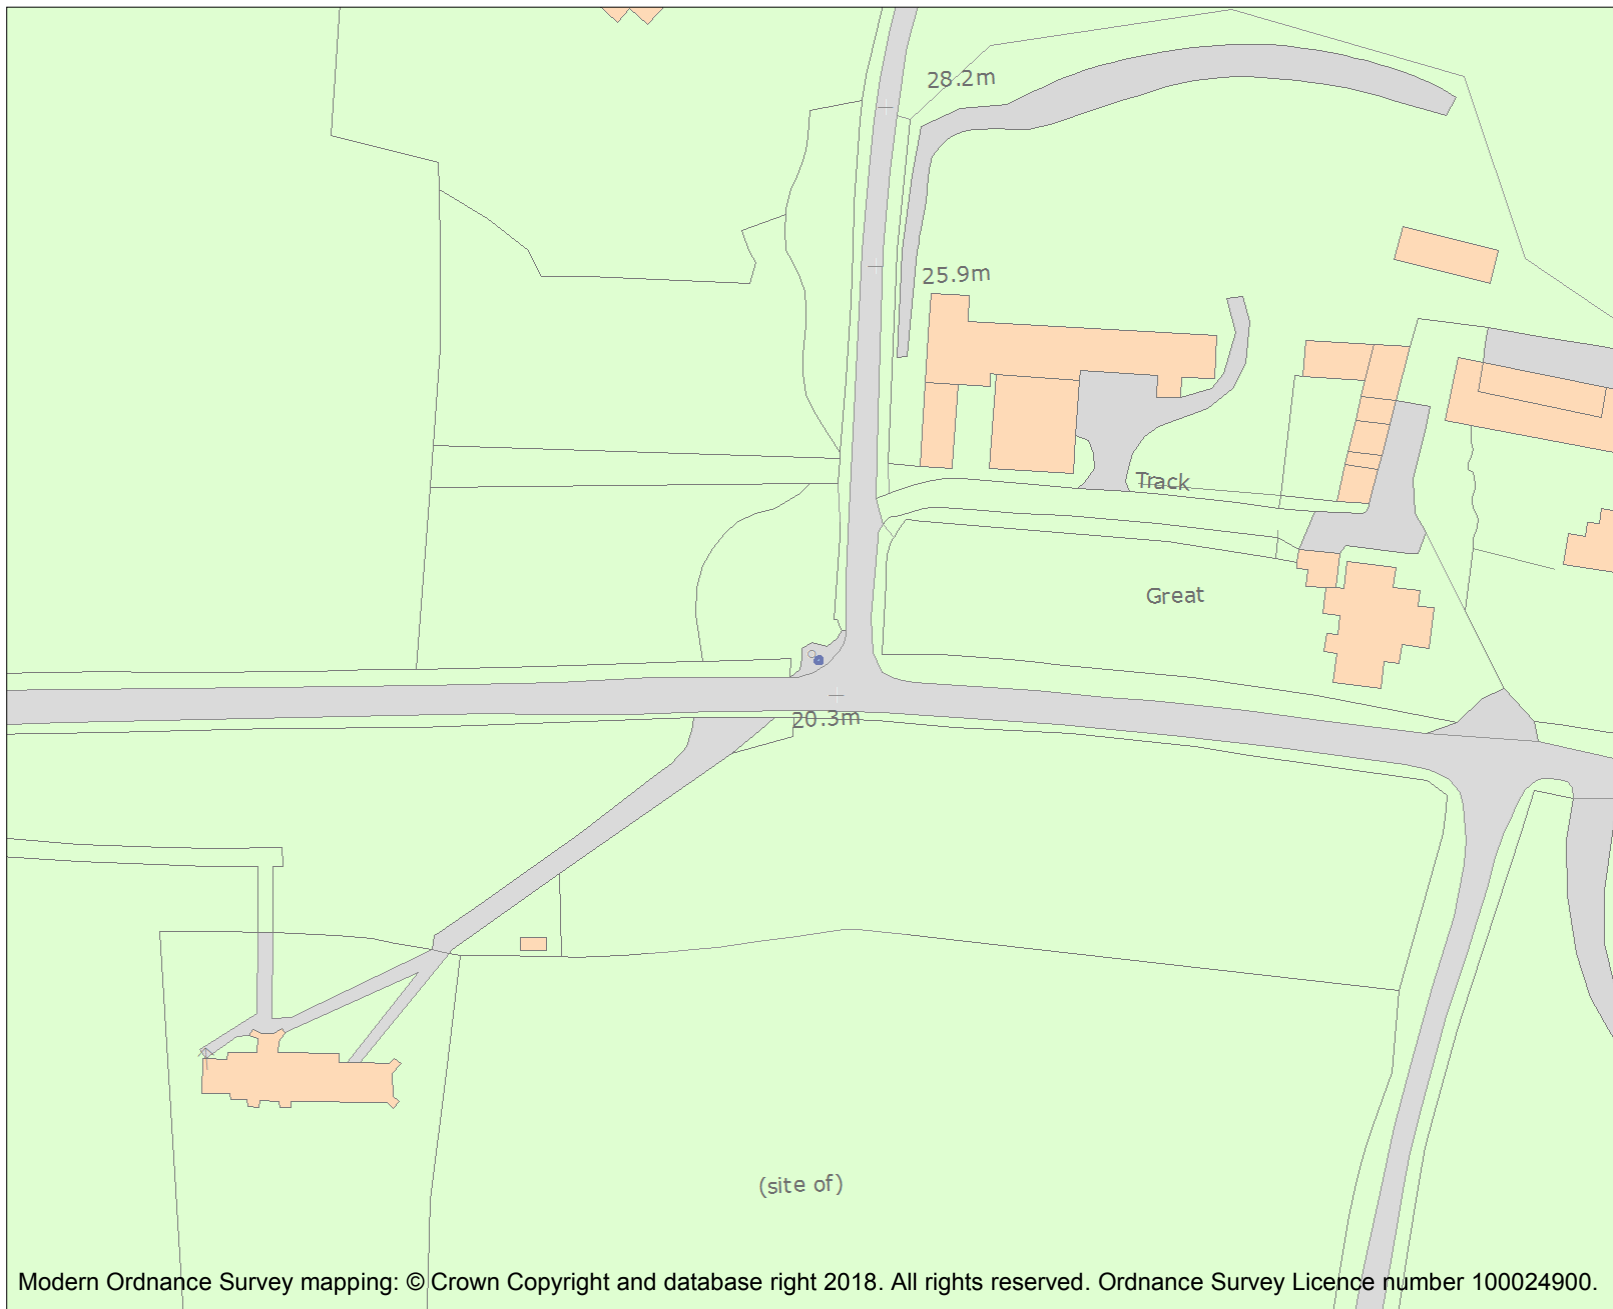 28.2m
25.9m
Track
Great
20.3m
(site of)
Modern Ordnance Survey mapping: © Crown Copyright and database right 2018. All rights reserved. Ordnance Survey Licence number 100024900.